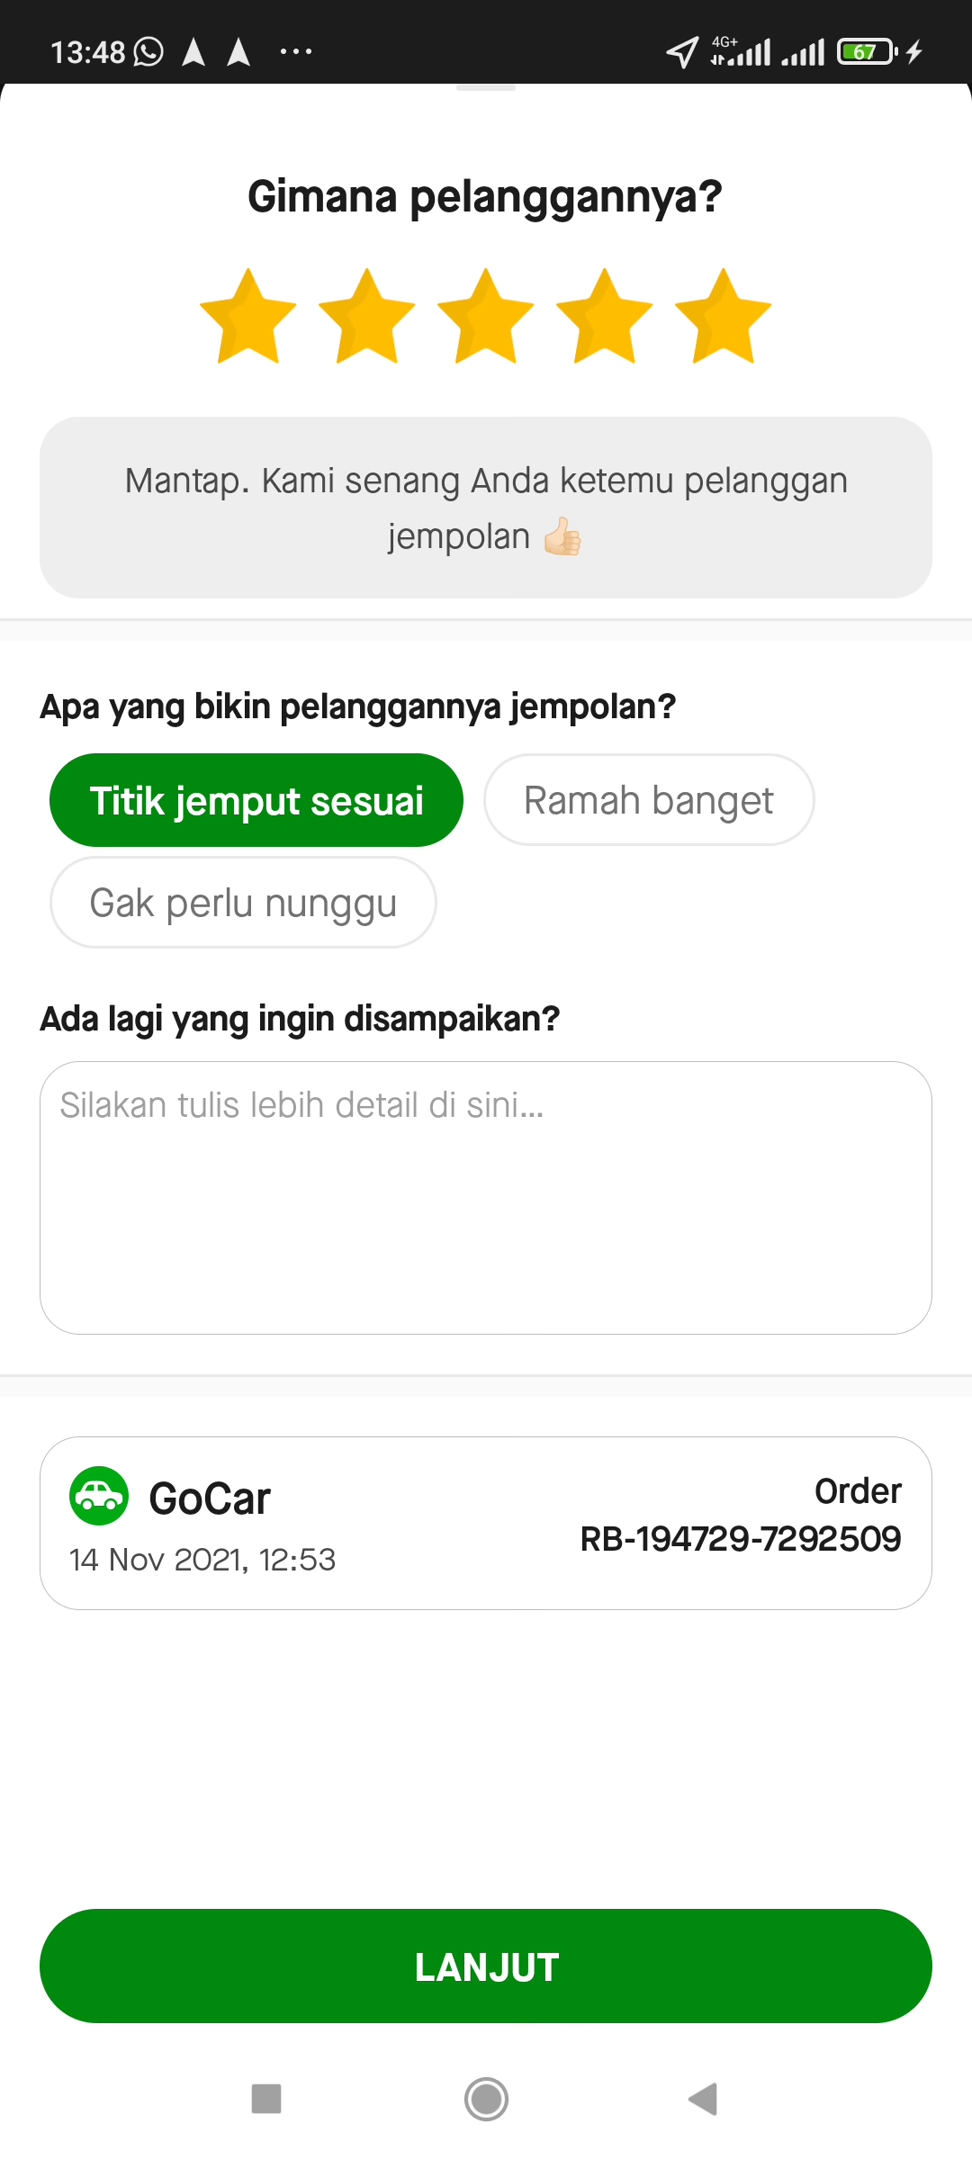 13:48
4G+
67
Gimana pelanggannya?
Mantap. Kami senang Anda ketemu pelanggan
jempolan 👍🏻
Apa yang bikin pelanggannya jempolan?
Titik jemput sesuai
Ramah banget
Gak perlu nunggu
Ada lagi yang ingin disampaikan?
Silakan tulis lebih detail di sini...
GoCar
Order
14 Nov 2021, 12:53
RB-194729-7292509
LANJUT